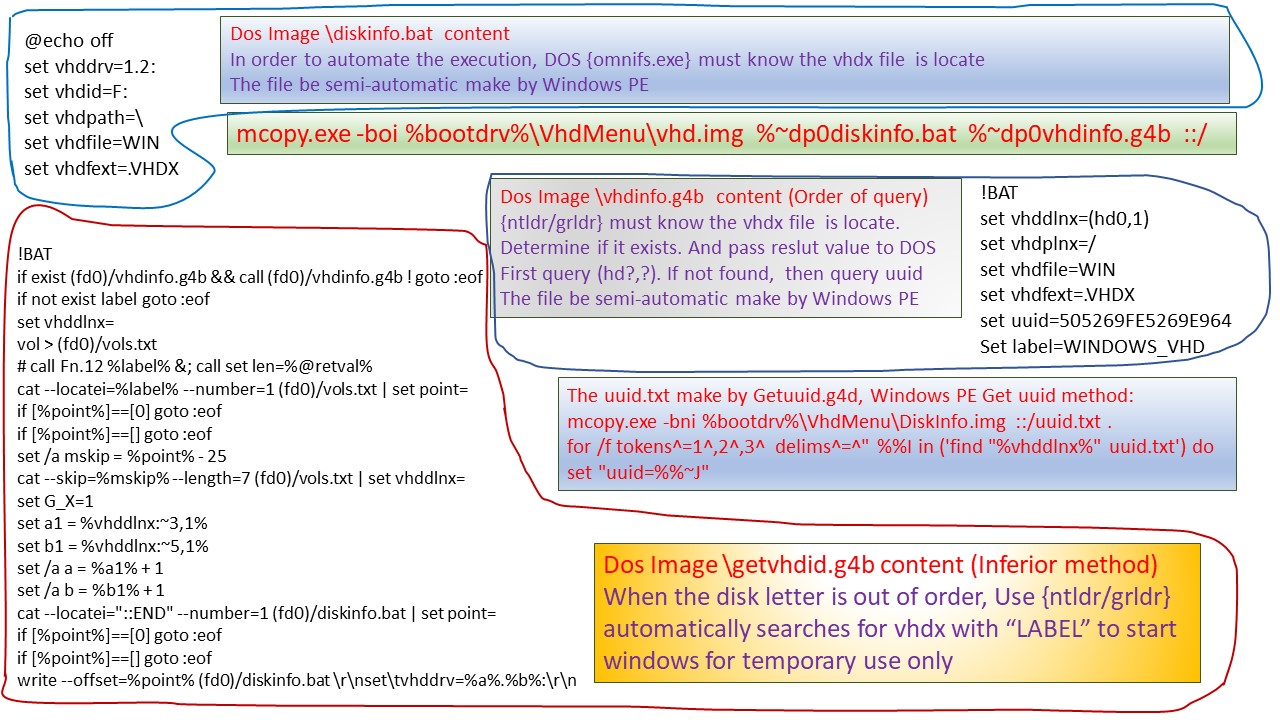 @echo off
set vhddrv=1.2:
set vhdid=F:
set vhdpath=\
set vhdfile=WIN
set vhdfext=.VHDX
Dos Image \diskinfo.bat  content
In order to automate the execution, DOS {omnifs.exe} must know the vhdx file  is locate
The file be semi-automatic make by Windows PE
mcopy.exe -boi %bootdrv%\VhdMenu\vhd.img  %~dp0diskinfo.bat  %~dp0vhdinfo.g4b  ::/
Dos Image \vhdinfo.g4b  content (Order of query)
{ntldr/grldr} must know the vhdx file  is locate.
Determine if it exists. And pass reslut value to DOS
First query (hd?,?). If not found,  then query uuid
The file be semi-automatic make by Windows PE
!BAT
set vhddlnx=(hd0,1)
set vhdplnx=/
set vhdfile=WIN
set vhdfext=.VHDX
set uuid=505269FE5269E964
Set label=WINDOWS_VHD
!BAT
if exist (fd0)/vhdinfo.g4b && call (fd0)/vhdinfo.g4b ! goto :eof
if not exist label goto :eof
set vhddlnx=
vol > (fd0)/vols.txt
# call Fn.12 %label% &; call set len=%@retval%
cat --locatei=%label% --number=1 (fd0)/vols.txt | set point=
if [%point%]==[0] goto :eof
if [%point%]==[] goto :eof
set /a mskip = %point% - 25
cat --skip=%mskip% --length=7 (fd0)/vols.txt | set vhddlnx=
set G_X=1
set a1 = %vhddlnx:~3,1%
set b1 = %vhddlnx:~5,1%
set /a a = %a1% + 1
set /a b = %b1% + 1
cat --locatei="::END" --number=1 (fd0)/diskinfo.bat | set point=
if [%point%]==[0] goto :eof
if [%point%]==[] goto :eof
write --offset=%point% (fd0)/diskinfo.bat \r\nset\tvhddrv=%a%.%b%:\r\n
The uuid.txt make by Getuuid.g4d, Windows PE Get uuid method:
mcopy.exe -bni %bootdrv%\VhdMenu\DiskInfo.img  ::/uuid.txt .
for /f tokens^=1^,2^,3^  delims^=^"  %%I in ('find "%vhddlnx%"  uuid.txt') do
set "uuid=%%~J"
Dos Image \getvhdid.g4b content (Inferior method)
When the disk letter is out of order, Use {ntldr/grldr}
automatically searches for vhdx with “LABEL” to start
windows for temporary use only